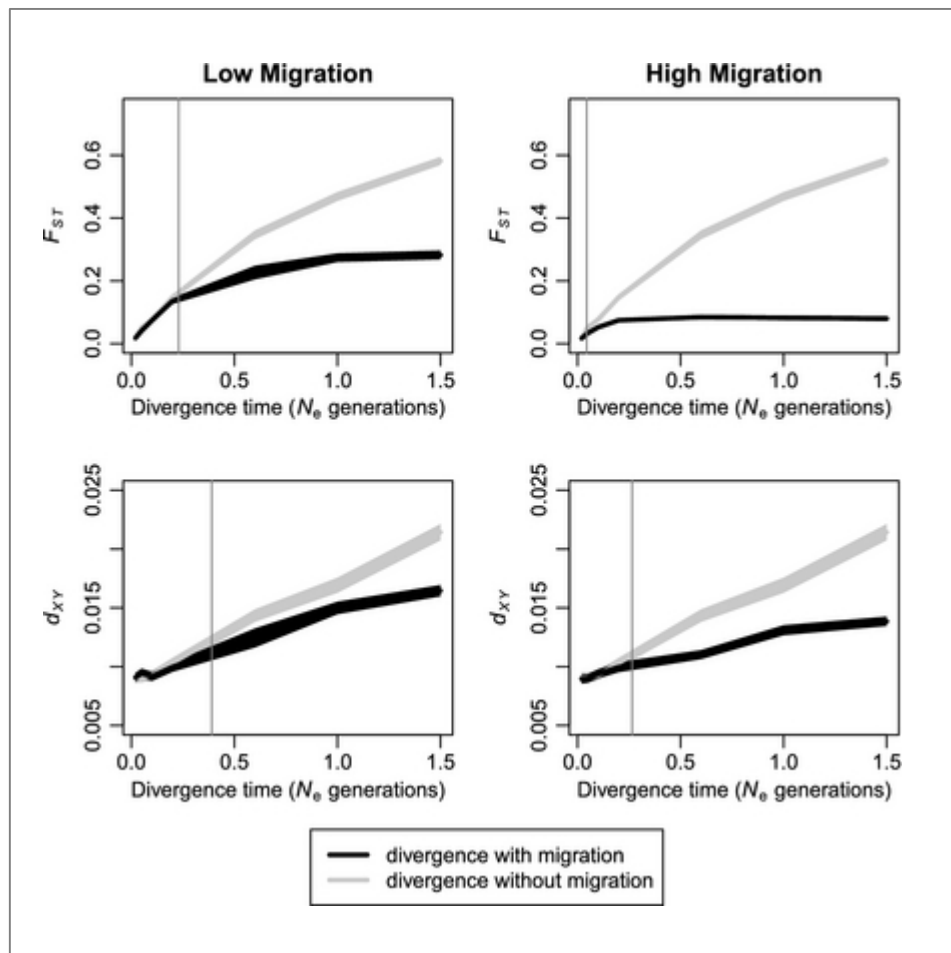 Low Migration
High Migration
F_ST
0.0 0.2 0.4 0.6
0.0 0.5 1.0 1.5
Divergence time (N_e generations)
F_ST
0.0 0.2 0.4 0.6
0.0 0.5 1.0 1.5
Divergence time (N_e generations)
d_XY
0.005 0.015 0.025
0.0 0.5 1.0 1.5
Divergence time (N_e generations)
d_XY
0.005 0.015 0.025
0.0 0.5 1.0 1.5
Divergence time (N_e generations)
divergence with migration
divergence without migration